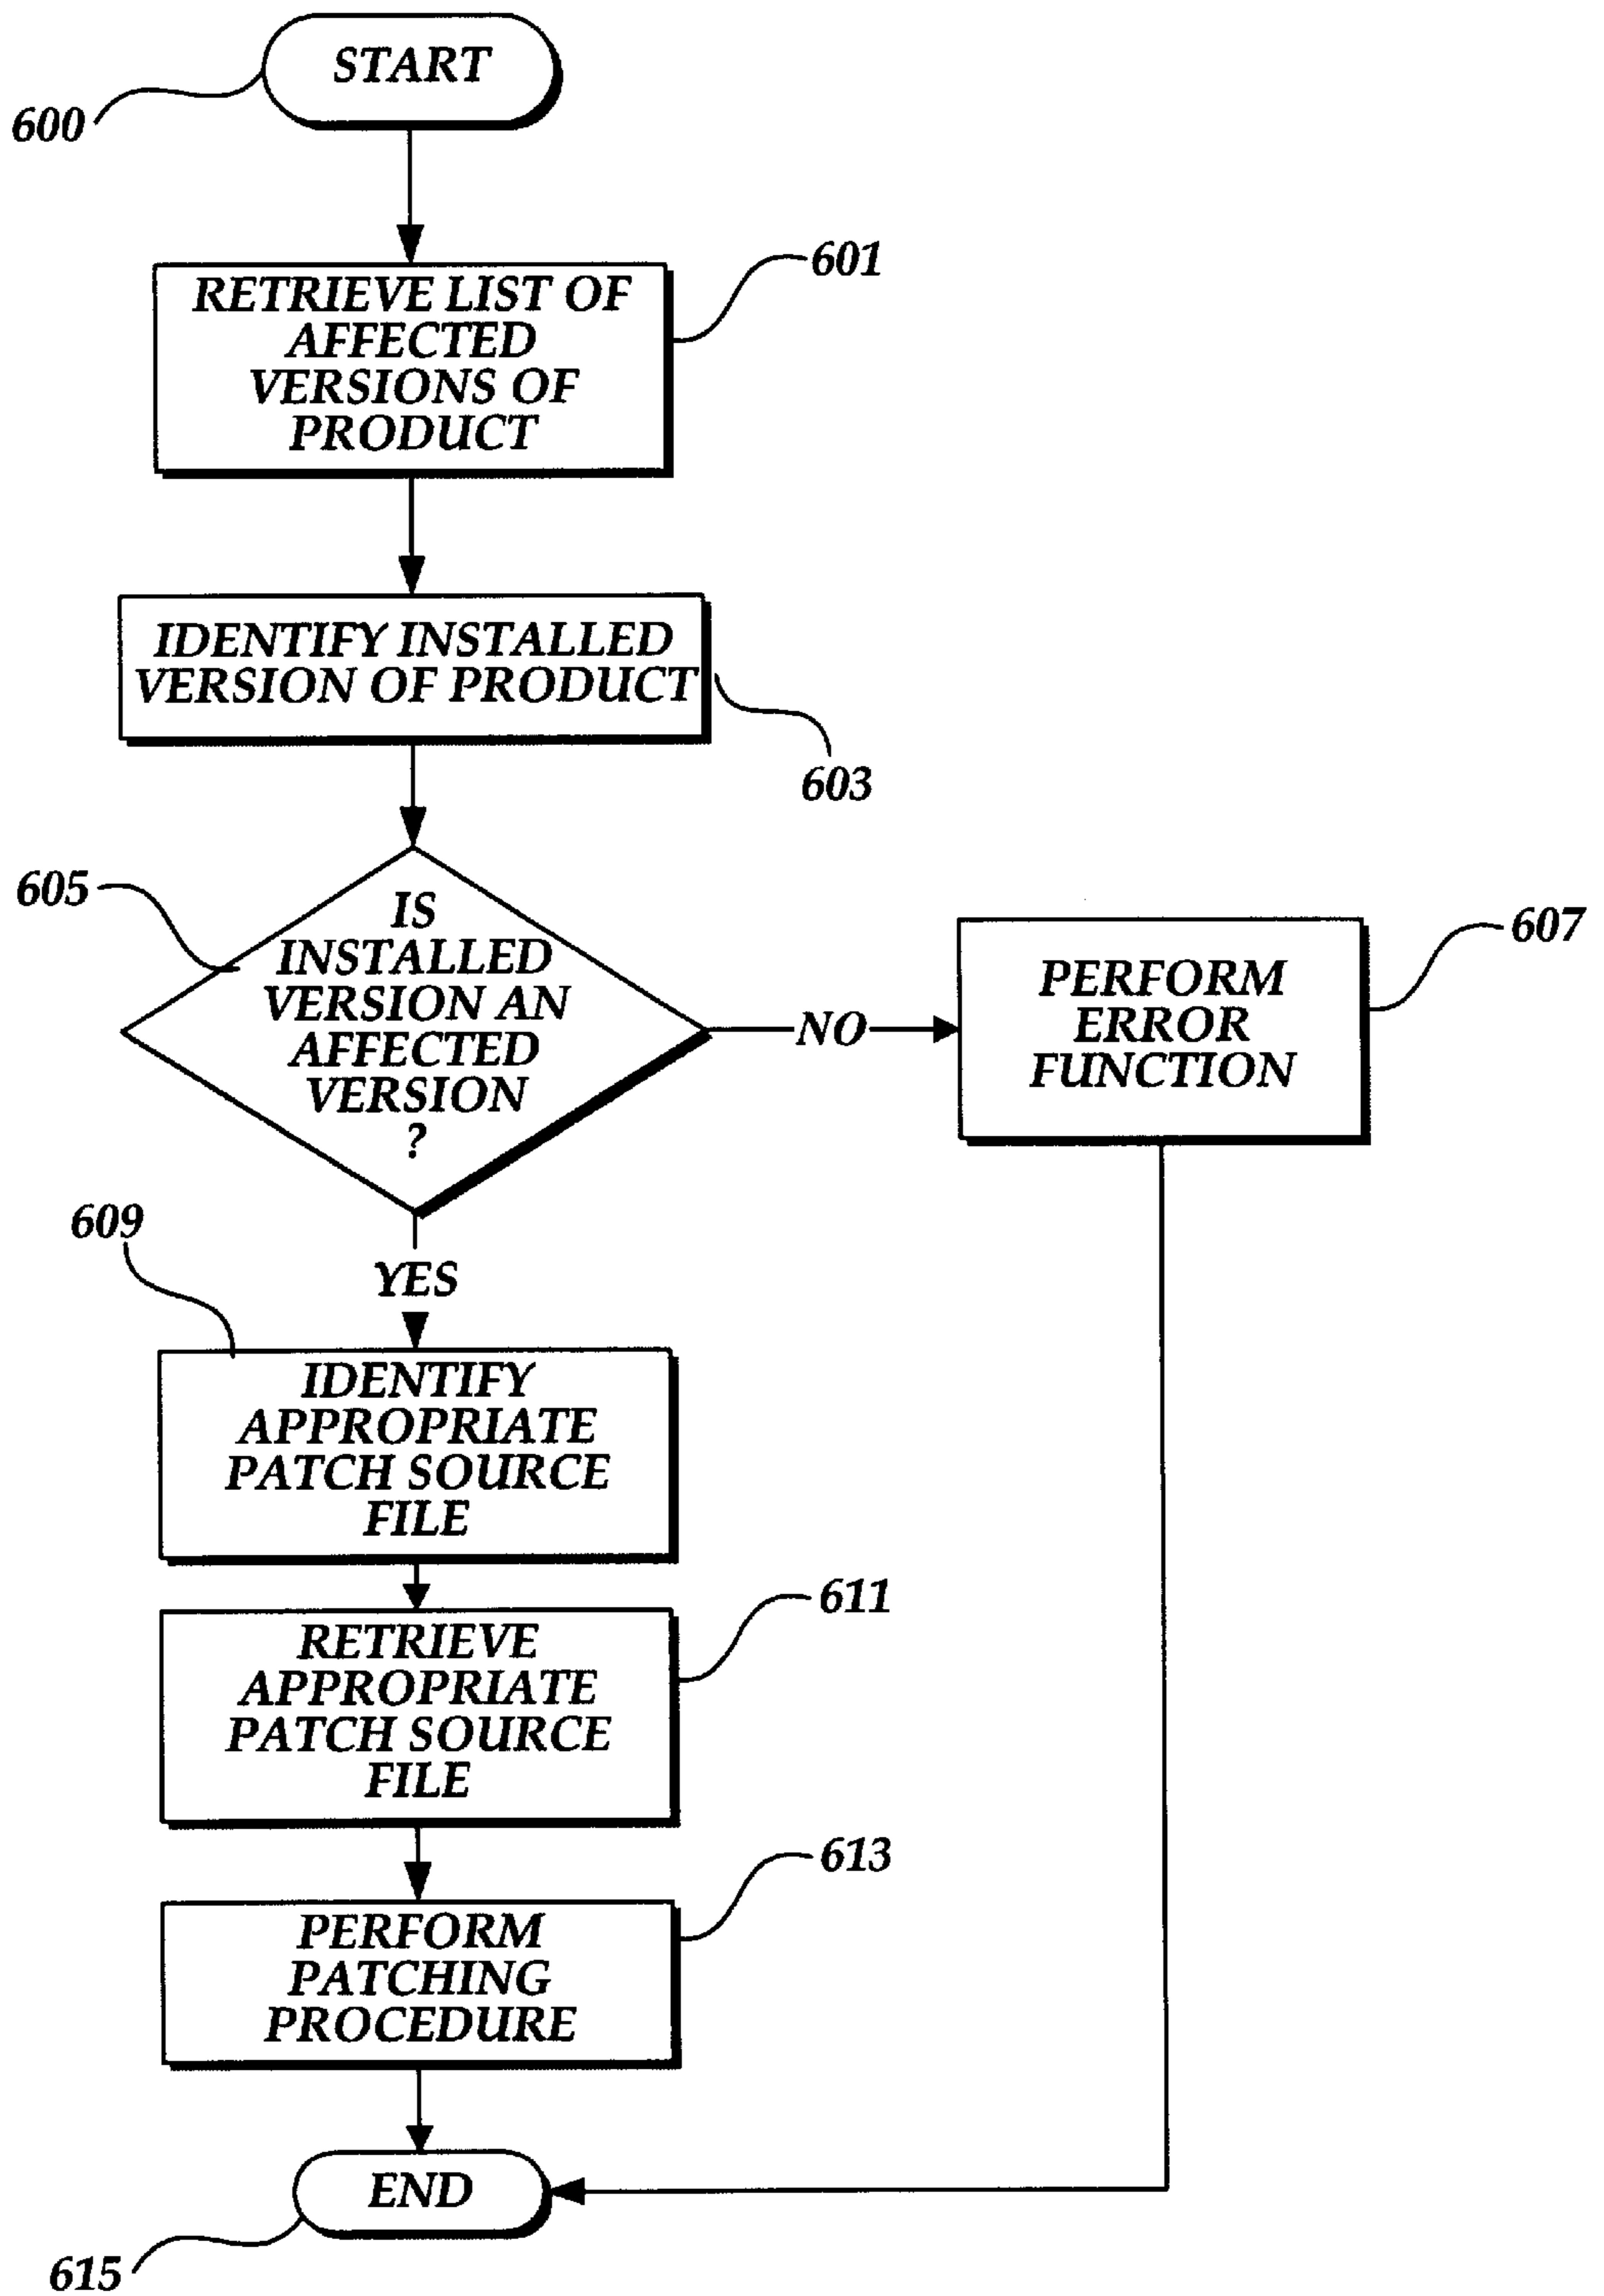 START
600
601
RETRIEVE LIST OF
AFFECTED
VERSIONS OF
PRODUCT
IDENTIFY INSTALLED
VERSION OF PRODUCT
603
605
IS
INSTALLED
VERSION AN
AFFECTED
VERSION
?
NO
607
PERFORM
ERROR
FUNCTION
609
YES
IDENTIFY
APPROPRIATE
PATCH SOURCE
FILE
611
RETRIEVE
APPROPRIATE
PATCH SOURCE
FILE
613
PERFORM
PATCHING
PROCEDURE
END
615